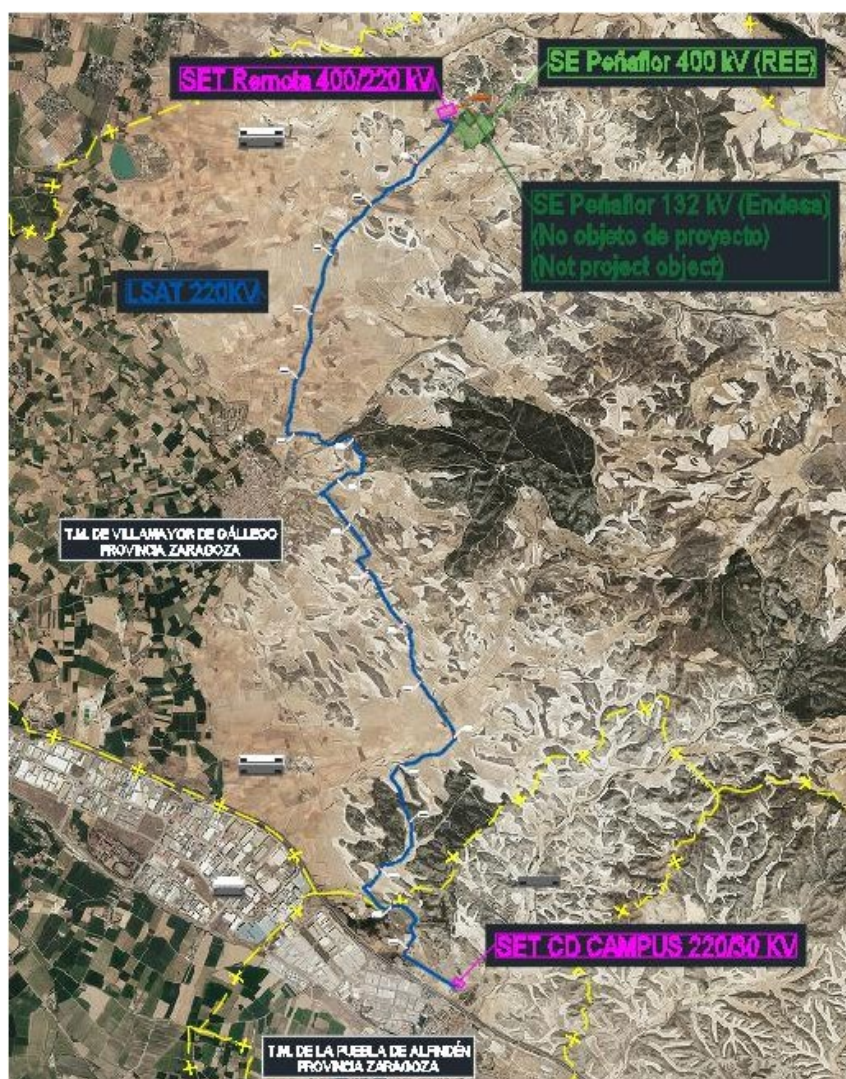 SE Peñaflor 400 kV (REE)
SET Remota 400/220 kV
SE Peñaflor 132 kV (Endesa)
(No objeto de proyecto)
(Not project object)
LSAT 220KV
T.M. DE VILLAMAYOR DE GÁLLEGO
PROVINCIA ZARAGOZA
SET CD CAMPUS 220/30 KV
T.M. DE LA PUEBLA DE ALFINDÉN
PROVINCIA ZARAGOZA